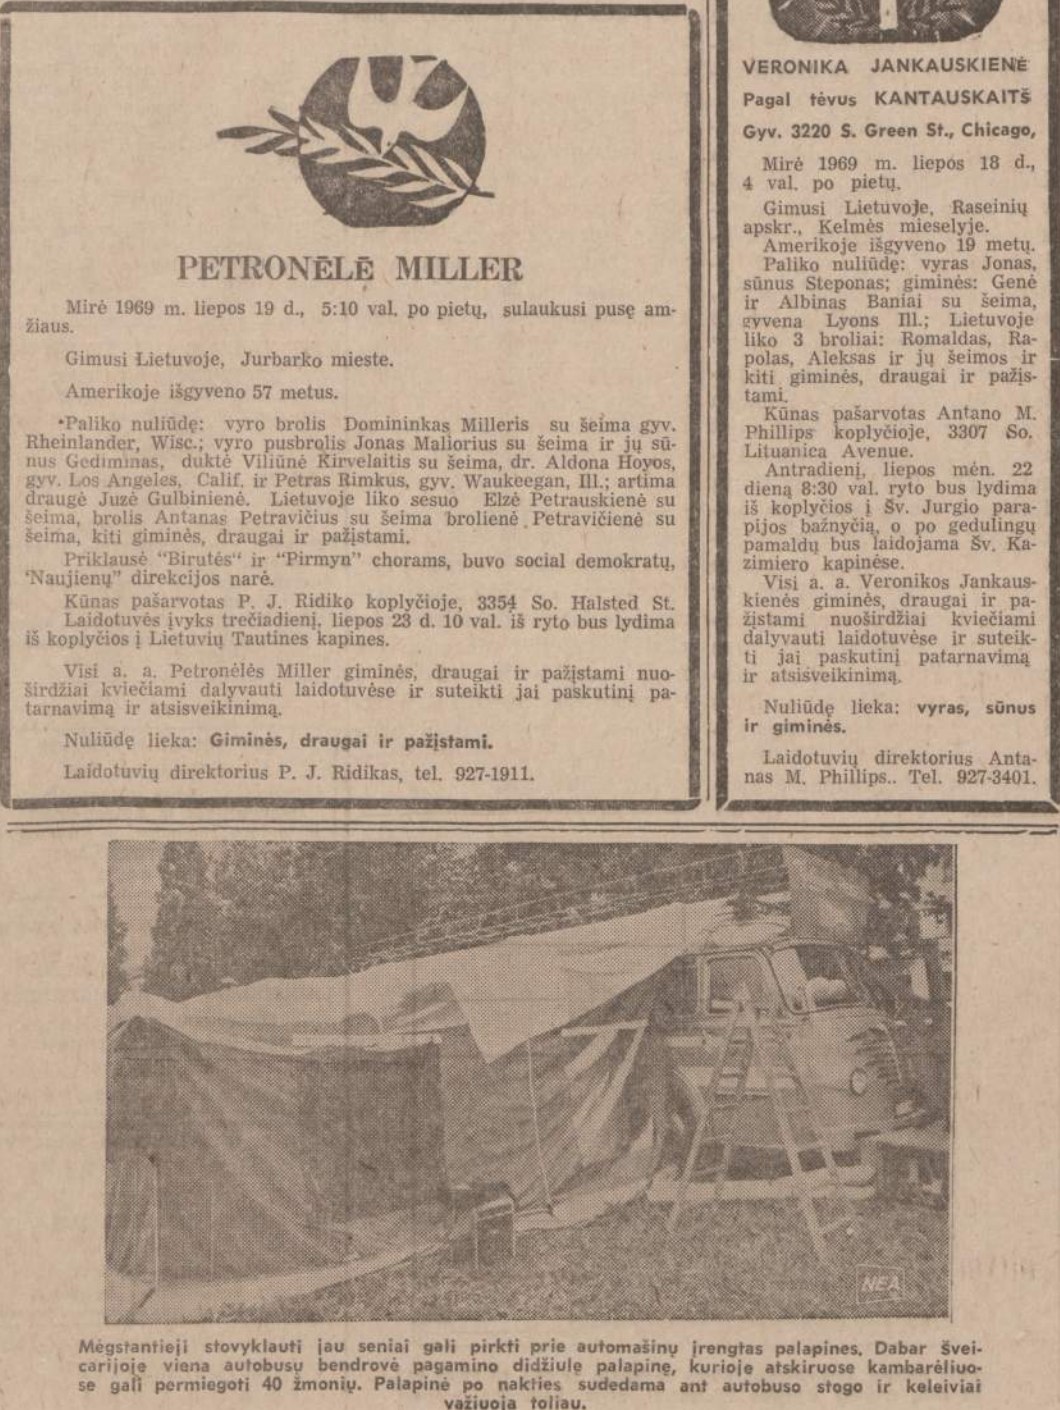 PETRONĖLĖ MILLER
Mirė 1969 m. liepos 19 d., 5:10 val. po pietų, sulaukusi pusę am-
žiaus.
Gimusi Lietuvoje, Jurbarko mieste.
Amerikoje išgyveno 57 metus.
Paliko nuliūdę: vyro brolis Domininkas Milleris su šeima gyv.
Rheinlander, Wisc.; vyro pusbrolis Jonas Maliorius su šeima ir jų sū-
nus Gediminas, duktė Viliūnė Kirvelaitis su šeima, dr. Aldona Hoyos,
gyv. Los Angeles, Calif. ir Petras Rimkus, gyv. Waukeegan, Ill.; artima
draugė Juzė Gulbinienė. Lietuvoje liko sesuo Elzė Petrauskienė su
šeima, brolis Antanas Petravičius su šeima brolienė Petravičienė su
šeima, kiti giminės, draugai ir pažįstami.
Priklausė “Birutės“ ir “Pirmyn” chorams, buvo social demokratų,
‘Naujienų” direkcijos narė.
Kūnas pašarvotas P. J. Ridiko koplyčioje, 3354 So. Halsted St.
Laidotuvės įvyks trečiadienį, liepos 23 d. 10 val. iš ryto bus lydima
iš koplyčios į Lietuvių Tautines kapines.
Visi a. a. Petronėlės Miller giminės, draugai ir pažįstami nuo-
širdžiai kviečiami dalyvauti laidotuvėse ir suteikti jai paskutinį pa-
tarnavimą ir atsisveikinimą.
Nuliūdę lieka: Giminės, draugai ir pažįstami.
Laidotuvių direktorius P. J. Ridikas, tel. 927-1911.
VERONIKA JANKAUSKIENĖ
Pagal tėvus KANTAUSKAITŠ
Gyv. 3220 S. Green St., Chicago,
Mirė 1969 m. liepos 18 d.,
4 val. po pietų.
Gimusi Lietuvoje, Raseinių
apskr., Kelmės mieselyje.
Amerikoje išgyveno 19 metų.
Paliko nuliūdę: vyras Jonas,
sūnus Steponas; giminės: Genė
ir Albinas Baniai su šeima,
gyvena Lyons Ill.; Lietuvoje
liko 3 broliai: Romaldas, Ra-
polas, Aleksas ir jų šeimos ir
kiti giminės, draugai ir pažįs-
tami.
Kūnas pašarvotas Antano M.
Phillips koplyčioje, 3307 So.
Lituanica Avenue.
Antradienį, liepos mėn. 22
dieną 8:30 val. ryto bus lydima
iš koplyčios į Šv. Jurgio para-
pijos bažnyčią, o po gedulingų
pamaldų bus laidojama Šv. Ka-
zimiero kapinėse.
Visi a. a. Veronikos Jankaus-
kienės giminės, draugai ir pa-
žįstami nuoširdžiai kviečiami
dalyvauti laidotuvėse ir suteik-
ti jai paskutinį patarnavimą
ir atsisveikinimą.
Nuliūdę lieka: vyras, sūnus
ir giminės.
Laidotuvių direktorius Anta-
nas M. Phillips.. Tel. 927-3401.
NEA
Mėgstantieji stovyklauti jau seniai gali pirkti prie automašinų įrengtas palapines. Dabar Švei-
carijoje viena autobusų bendrovė pagamino didžiulę palapinę, kurioje atskiruose kambarėliuo-
se gali permiegoti 40 žmonių. Palapinė po nakties sudedama ant autobuso stogo ir keleiviai
važiuoja toliau.